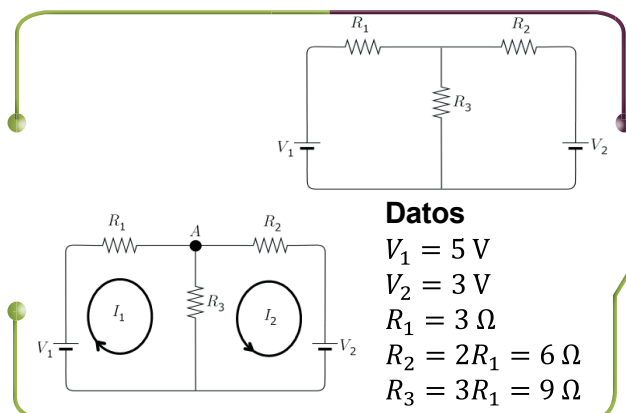 R₁
R₂
R₃
V₁
V₂
R₁
A
R₂
I₁
R₃
I₂
V₁
V₂
Datos
V₁ = 5 V
V₂ = 3 V
R₁ = 3 Ω
R₂ = 2R₁ = 6 Ω
R₃ = 3R₁ = 9 Ω